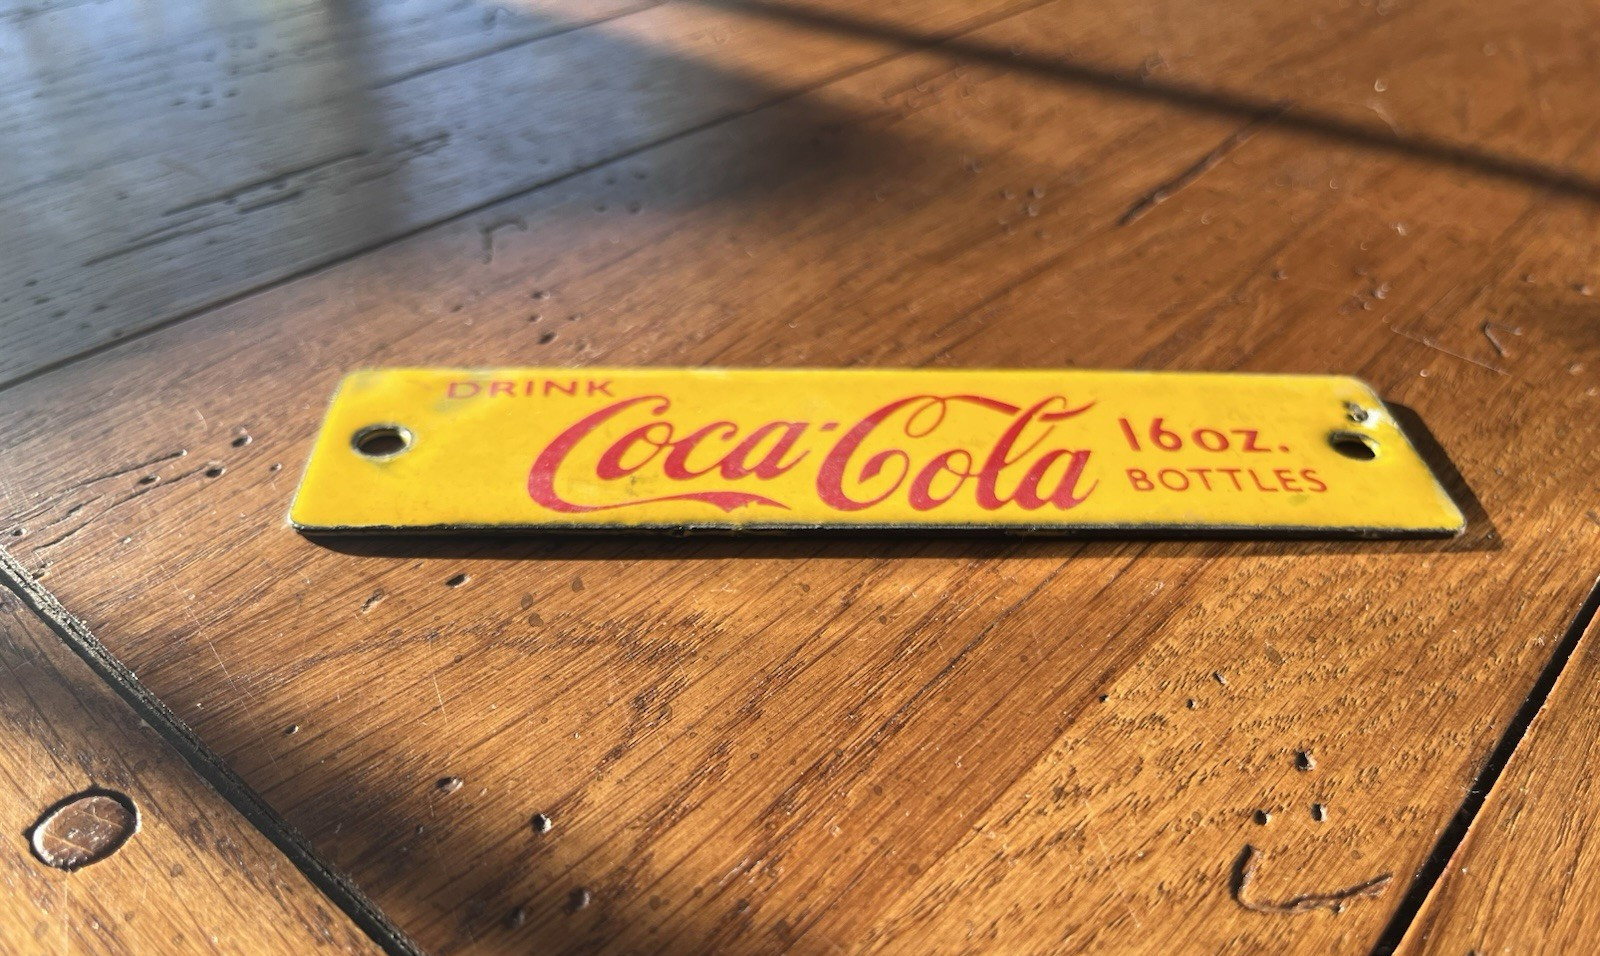 DRINK
Coca-Cola
16oz.
BOTTLES